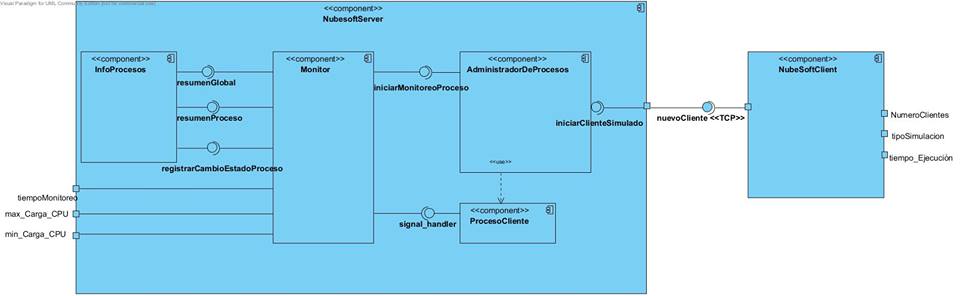 Visual Paradigm for UML Community Edition [not for commercial use]
<<component>>
NubesoftServer
<<component>>
InfoProcesos
<<component>>
Monitor
<<component>>
AdministradorDeProcesos
<<component>>
NubeSoftClient
resumenGlobal
iniciarMonitoreoProceso
resumenProceso
iniciarClienteSimulado
nuevoCliente <<TCP>>
NumeroClientes
tipoSimulacion
tiempo_Ejecución
registrarCambioEstadoProceso
<<use>>
tiempoMonitoreo
max_Carga_CPU
min_Carga_CPU
signal_handler
<<component>>
ProcesoCliente